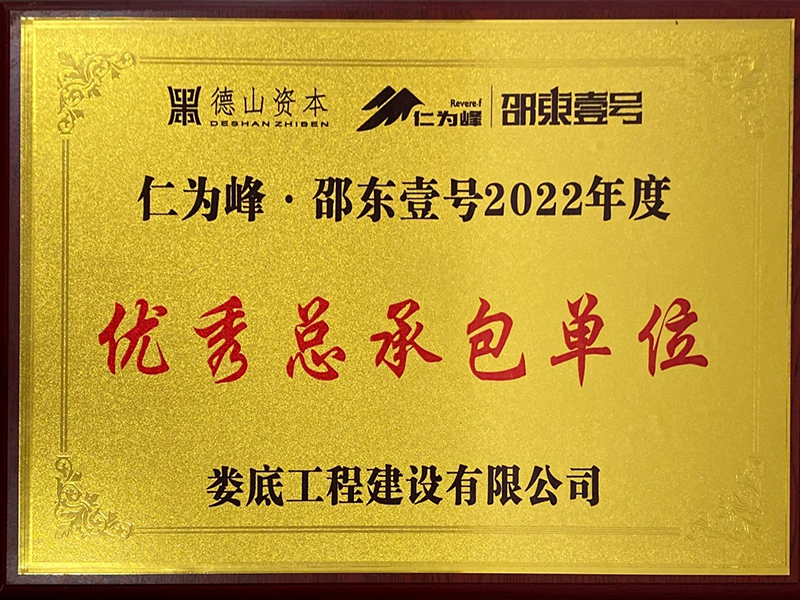 德山资本 Revere·f 仁为峰 邵東壹号
DESHAN ZHIBEN
仁为峰·邵东壹号2022年度
优秀总承包单位
娄底工程建设有限公司